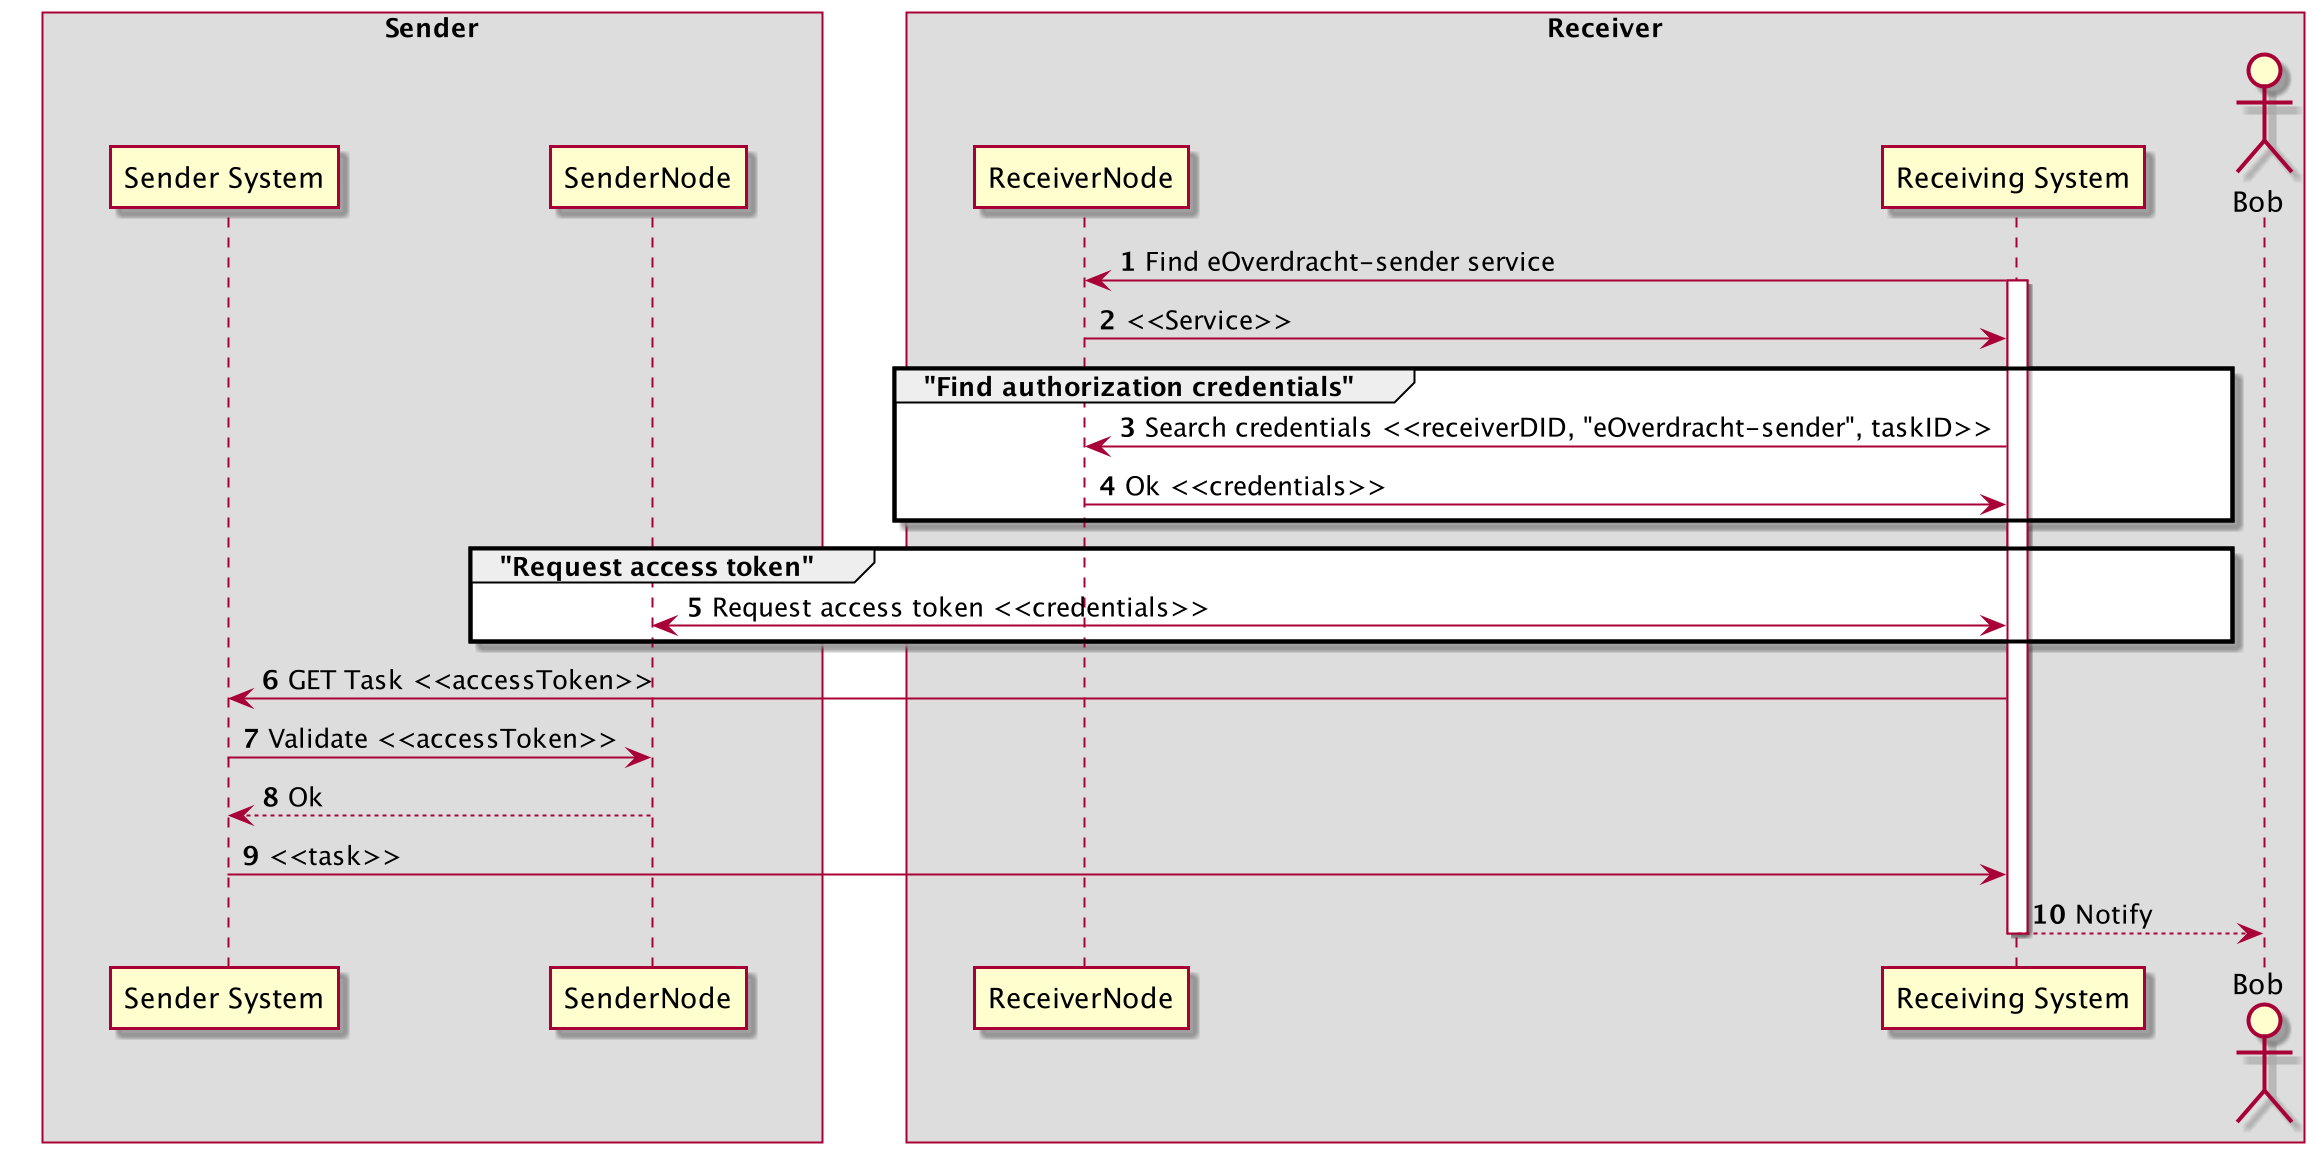 Sender
Receiver
Sender System
SenderNode
ReceiverNode
Receiving System
Bob
1 Find eOverdracht-sender service
2 <<Service>>
"Find authorization credentials"
3 Search credentials <<receiverDID, "eOverdracht-sender", taskID>>
4 Ok <<credentials>>
"Request access token"
5 Request access token <<credentials>>
6 GET Task <<accessToken>>
7 Validate <<accessToken>>
8 Ok
9 <<task>>
10 Notify
Sender System
SenderNode
ReceiverNode
Receiving System
Bob